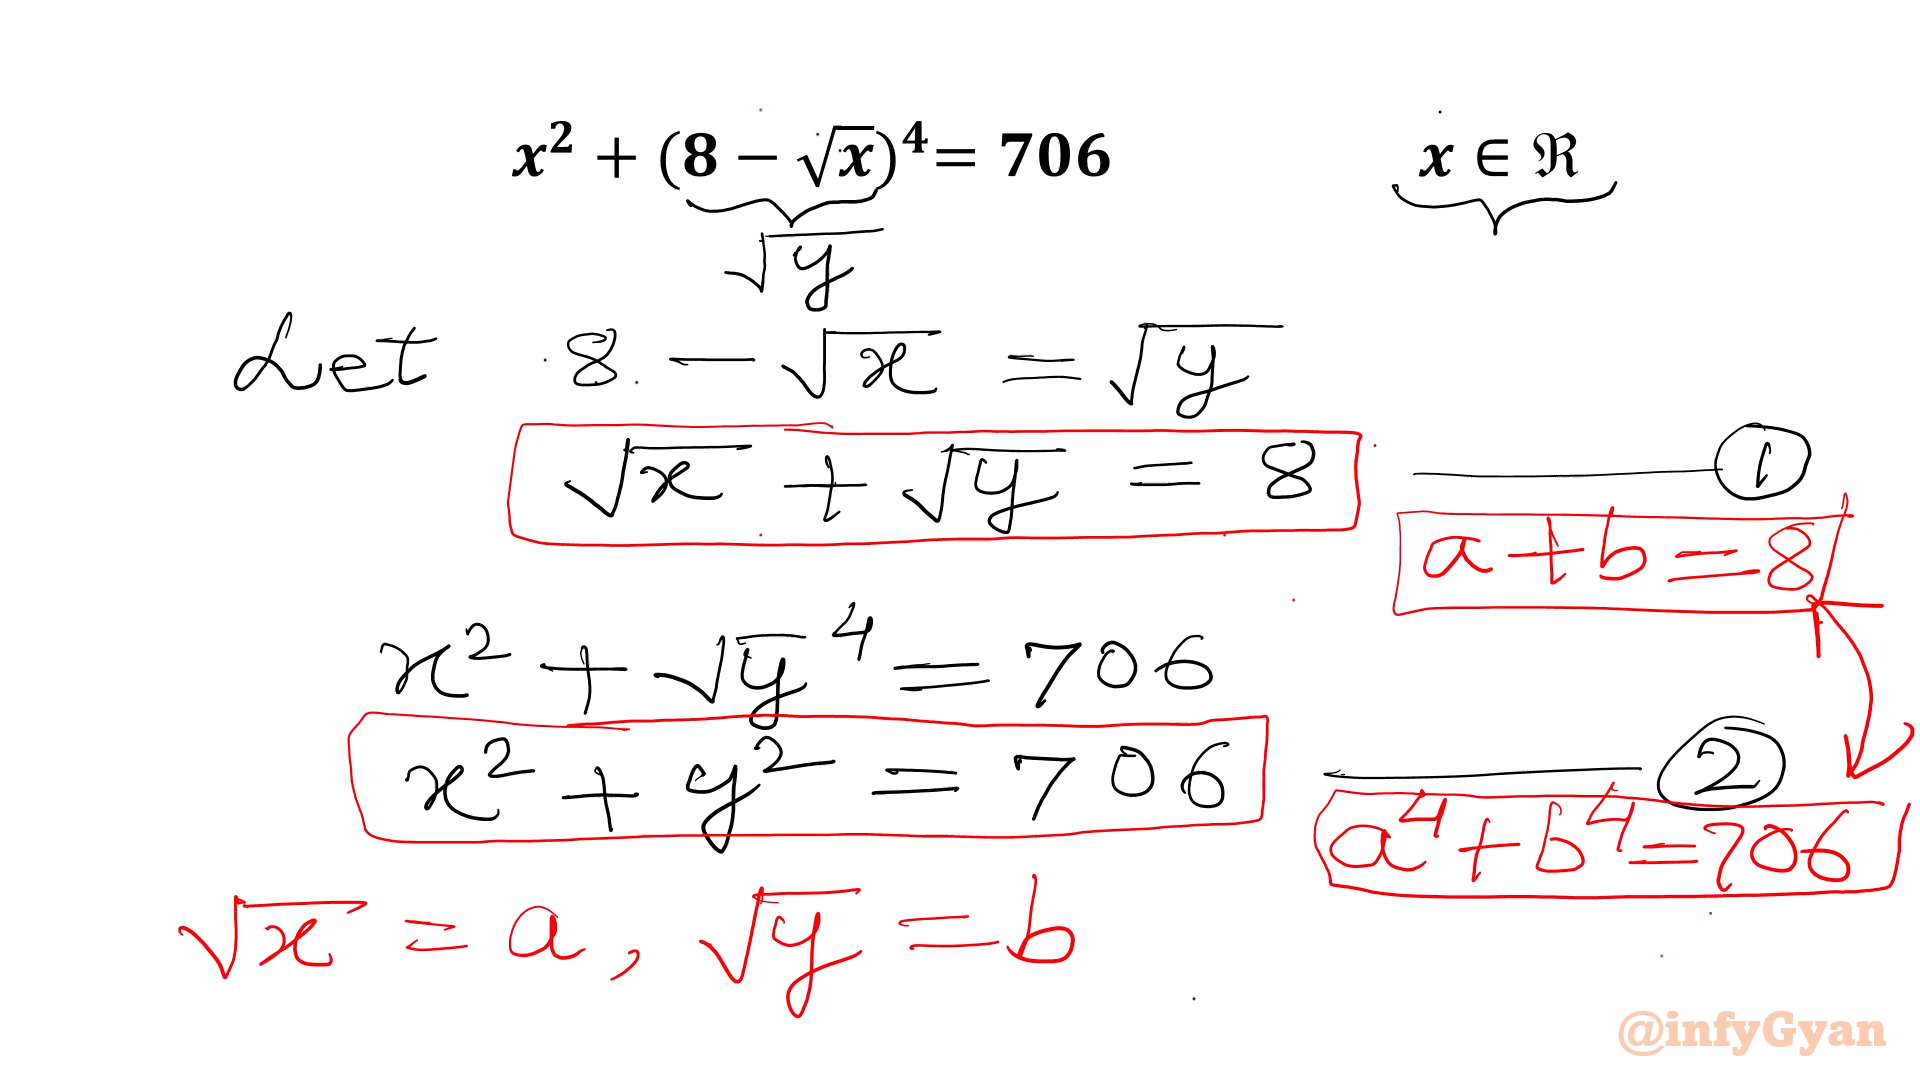 x² + (8 − √x)⁴= 706 x ∈ ℜ
√y
Let 8 − √x = √y
√x + √y = 8 ①
a + b = 8
x² + √y⁴ = 706
x² + y² = 706 ②
a⁴ + b⁴ = 706
√x = a , √y = b
@infyGyan